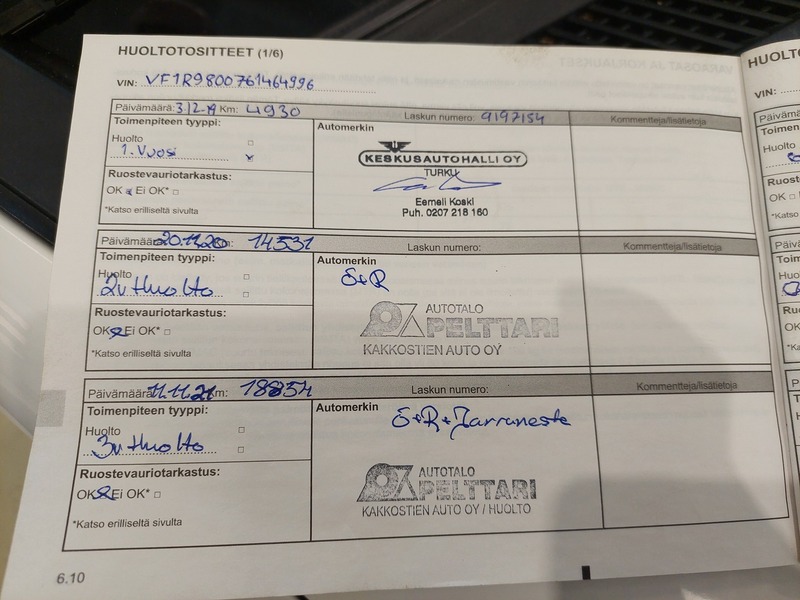 HUOLTOTOSITTEET (1/6)
VIN: VF1R9800761464996
Päivämäärä: 3/12-19 Km: 4930 Laskun numero: 9197154 Kommentteja/lisätietoja
Toimenpiteen tyyppi: Automerkin
Huolto
1. Vuosi
KESKUSAUTOHALLI OY
TURKU
Ruostevauriotarkastus:
OK Ei OK*
Eemeli Koski
*Katso erilliseltä sivulta
Puh. 0207 218 160
Päivämäärä: 20.11.20 Km: 14531 Laskun numero: Kommentteja/lisätietoja
Toimenpiteen tyyppi: Automerkin
Huolto
2v Huolto
Ö+R
Ruostevauriotarkastus:
OK Ei OK*
*Katso erilliseltä sivulta
AUTOTALO
PELTTARI
KAKKOSTIEN AUTO OY
Päivämäärä: 11.11.21 Km: 18854 Laskun numero: Kommentteja/lisätietoja
Toimenpiteen tyyppi: Automerkin
Huolto
3v Huolto
Ö+R+Jarruneste
Ruostevauriotarkastus:
OK Ei OK*
*Katso erilliseltä sivulta
AUTOTALO
PELTTARI
KAKKOSTIEN AUTO OY / HUOLTO
6.10
HUOLTO
VIN:
Huolto